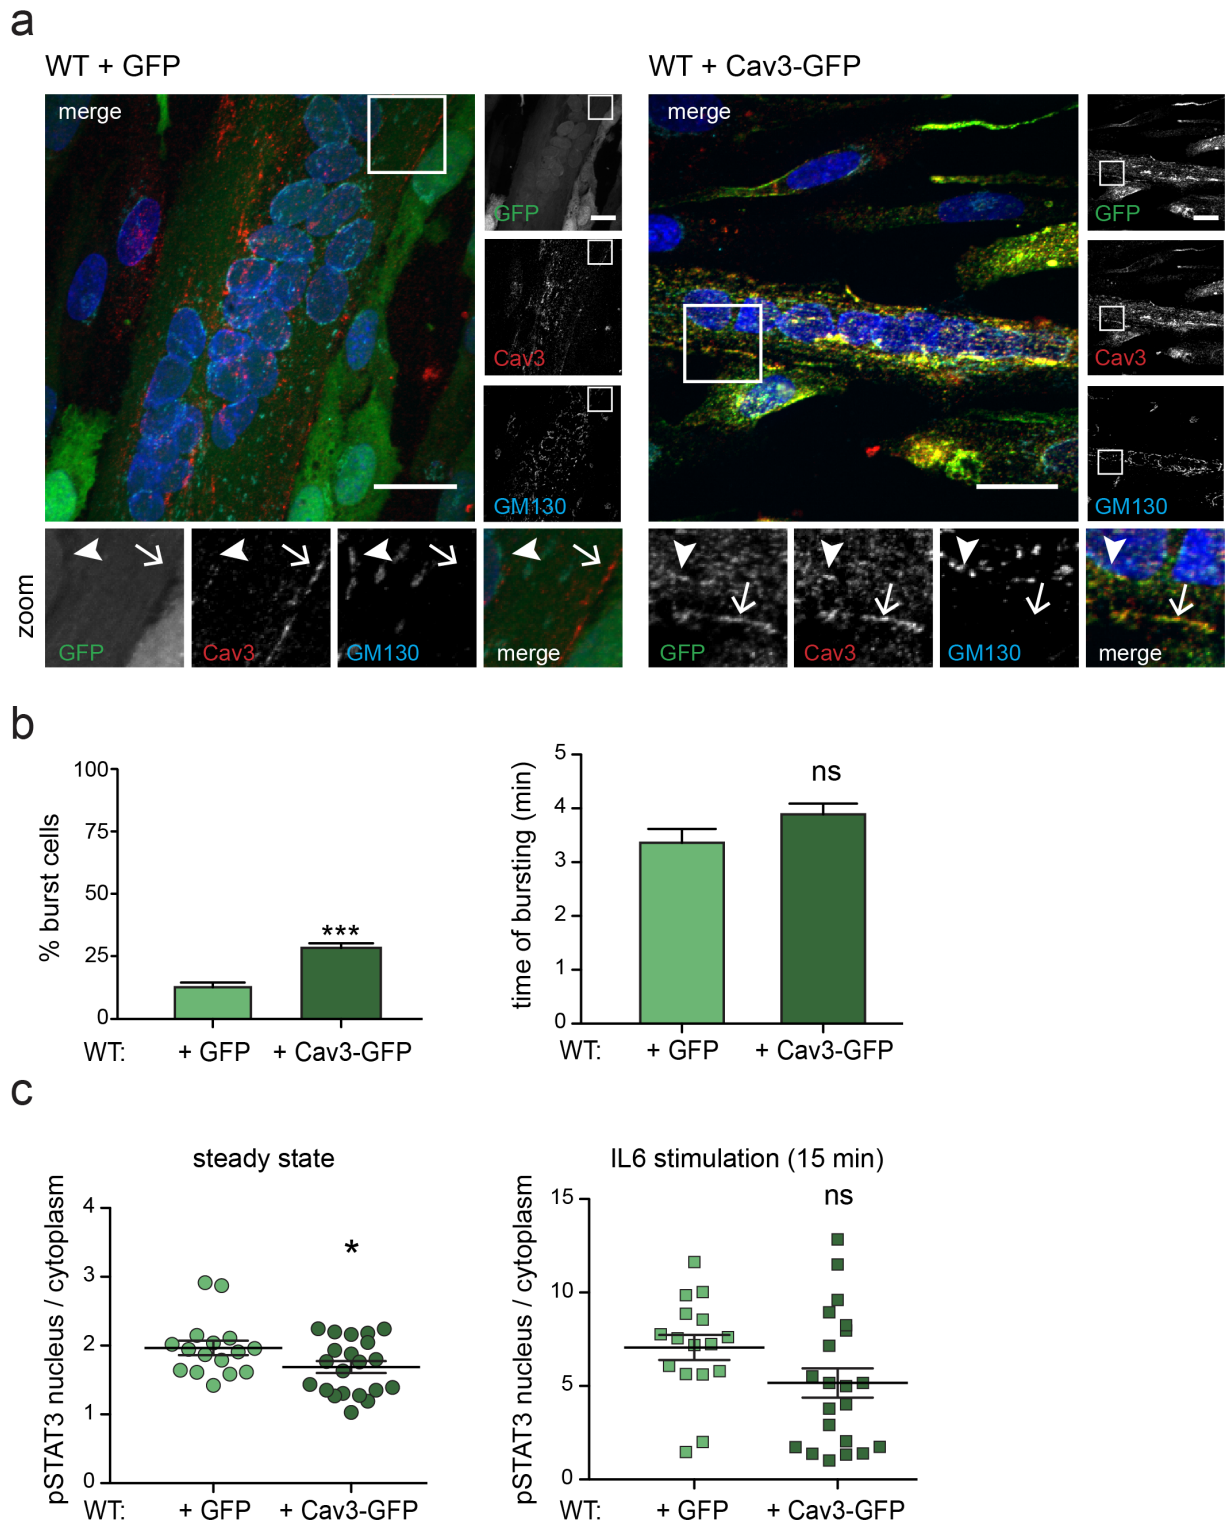 a
WT + GFP
WT + Cav3-GFP
merge
GFP
Cav3
GM130
merge
GFP
Cav3
GM130
zoom
GFP
Cav3
GM130
merge
GFP
Cav3
GM130
merge
b
% burst cells
100
75
50
25
0
***
WT:
+ GFP
+ Cav3-GFP
time of bursting (min)
5
4
3
2
1
0
ns
WT:
+ GFP
+ Cav3-GFP
c
steady state
pSTAT3 nucleus / cytoplasm
4
3
2
1
0
*
WT:
+ GFP
+ Cav3-GFP
IL6 stimulation (15 min)
ns
pSTAT3 nucleus / cytoplasm
15
10
5
0
WT:
+ GFP
+ Cav3-GFP